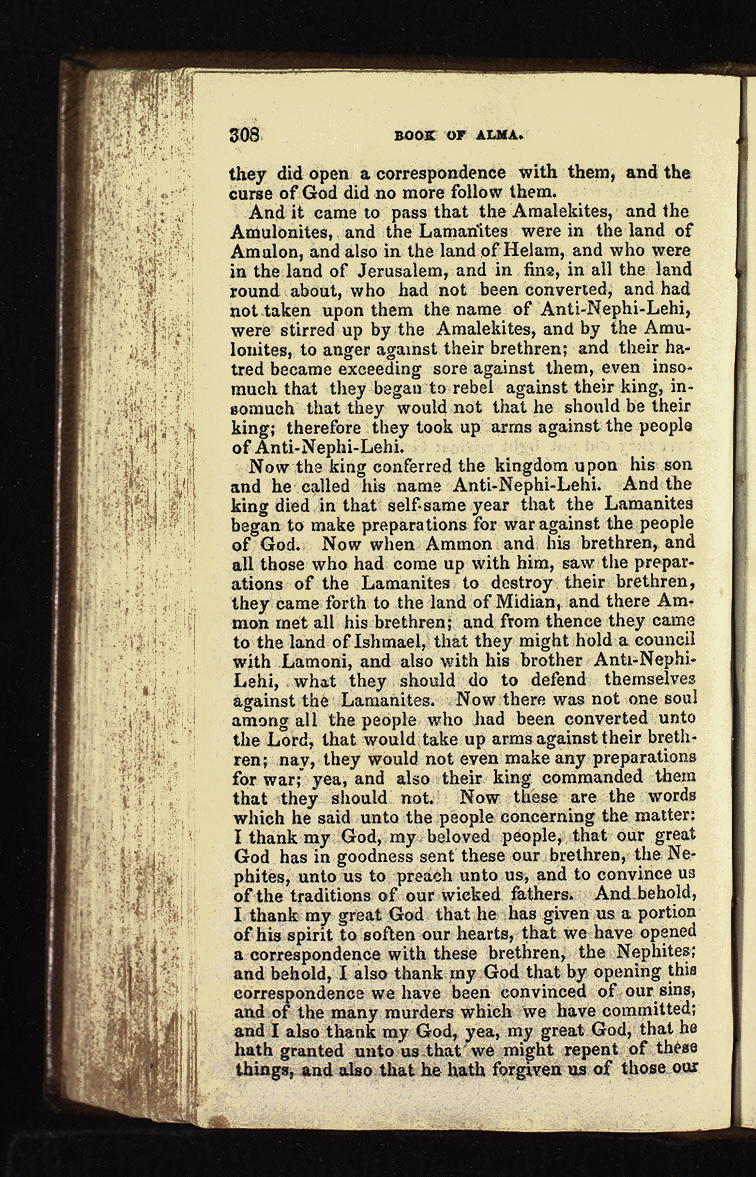 308 BOOK OF ALMA.
they did open a correspondence with them, and the
curse of God did no more follow them.
And it came to pass that the Amalekites, and the
Amulonites, and the Lamanites were in the land of
Amulon, and also in the land of Helam, and who were
in the land of Jerusalem, and in fine, in all the land
round about, who had not been converted, and had
not taken upon them the name of Anti-Nephi-Lehi,
were stirred up by the Amalekites, and by the Amu-
lonites, to anger against their brethren; and their ha-
tred became exceeding sore against them, even inso-
much that they began to rebel against their king, in-
somuch that they would not that he should be their
king; therefore they took up arms against the people
of Anti-Nephi-Lehi.
Now the king conferred the kingdom upon his son
and he called his name Anti-Nephi-Lehi. And the
king died in that self-same year that the Lamanites
began to make preparations for war against the people
of God. Now when Ammon and his brethren, and
all those who had come up with him, saw the prepar-
ations of the Lamanites to destroy their brethren,
they came forth to the land of Midian, and there Am-
mon met all his brethren; and from thence they came
to the land of Ishmael, that they might hold a council
with Lamoni, and also with his brother Anti-Nephi-
Lehi, what they should do to defend themselves
against the Lamanites. Now there was not one soul
among all the people who had been converted unto
the Lord, that would take up arms against their breth-
ren; nay, they would not even make any preparations
for war; yea, and also their king commanded them
that they should not. Now these are the words
which he said unto the people concerning the matter:
I thank my God, my beloved people, that our great
God has in goodness sent these our brethren, the Ne-
phites, unto us to preach unto us, and to convince us
of the traditions of our wicked fathers. And behold,
I thank my great God that he has given us a portion
of his spirit to soften our hearts, that we have opened
a correspondence with these brethren, the Nephites;
and behold, I also thank my God that by opening this
correspondence we have been convinced of our sins,
and of the many murders which we have committed;
and I also thank my God, yea, my great God, that he
hath granted unto us that we might repent of these
things, and also that he hath forgiven us of those our